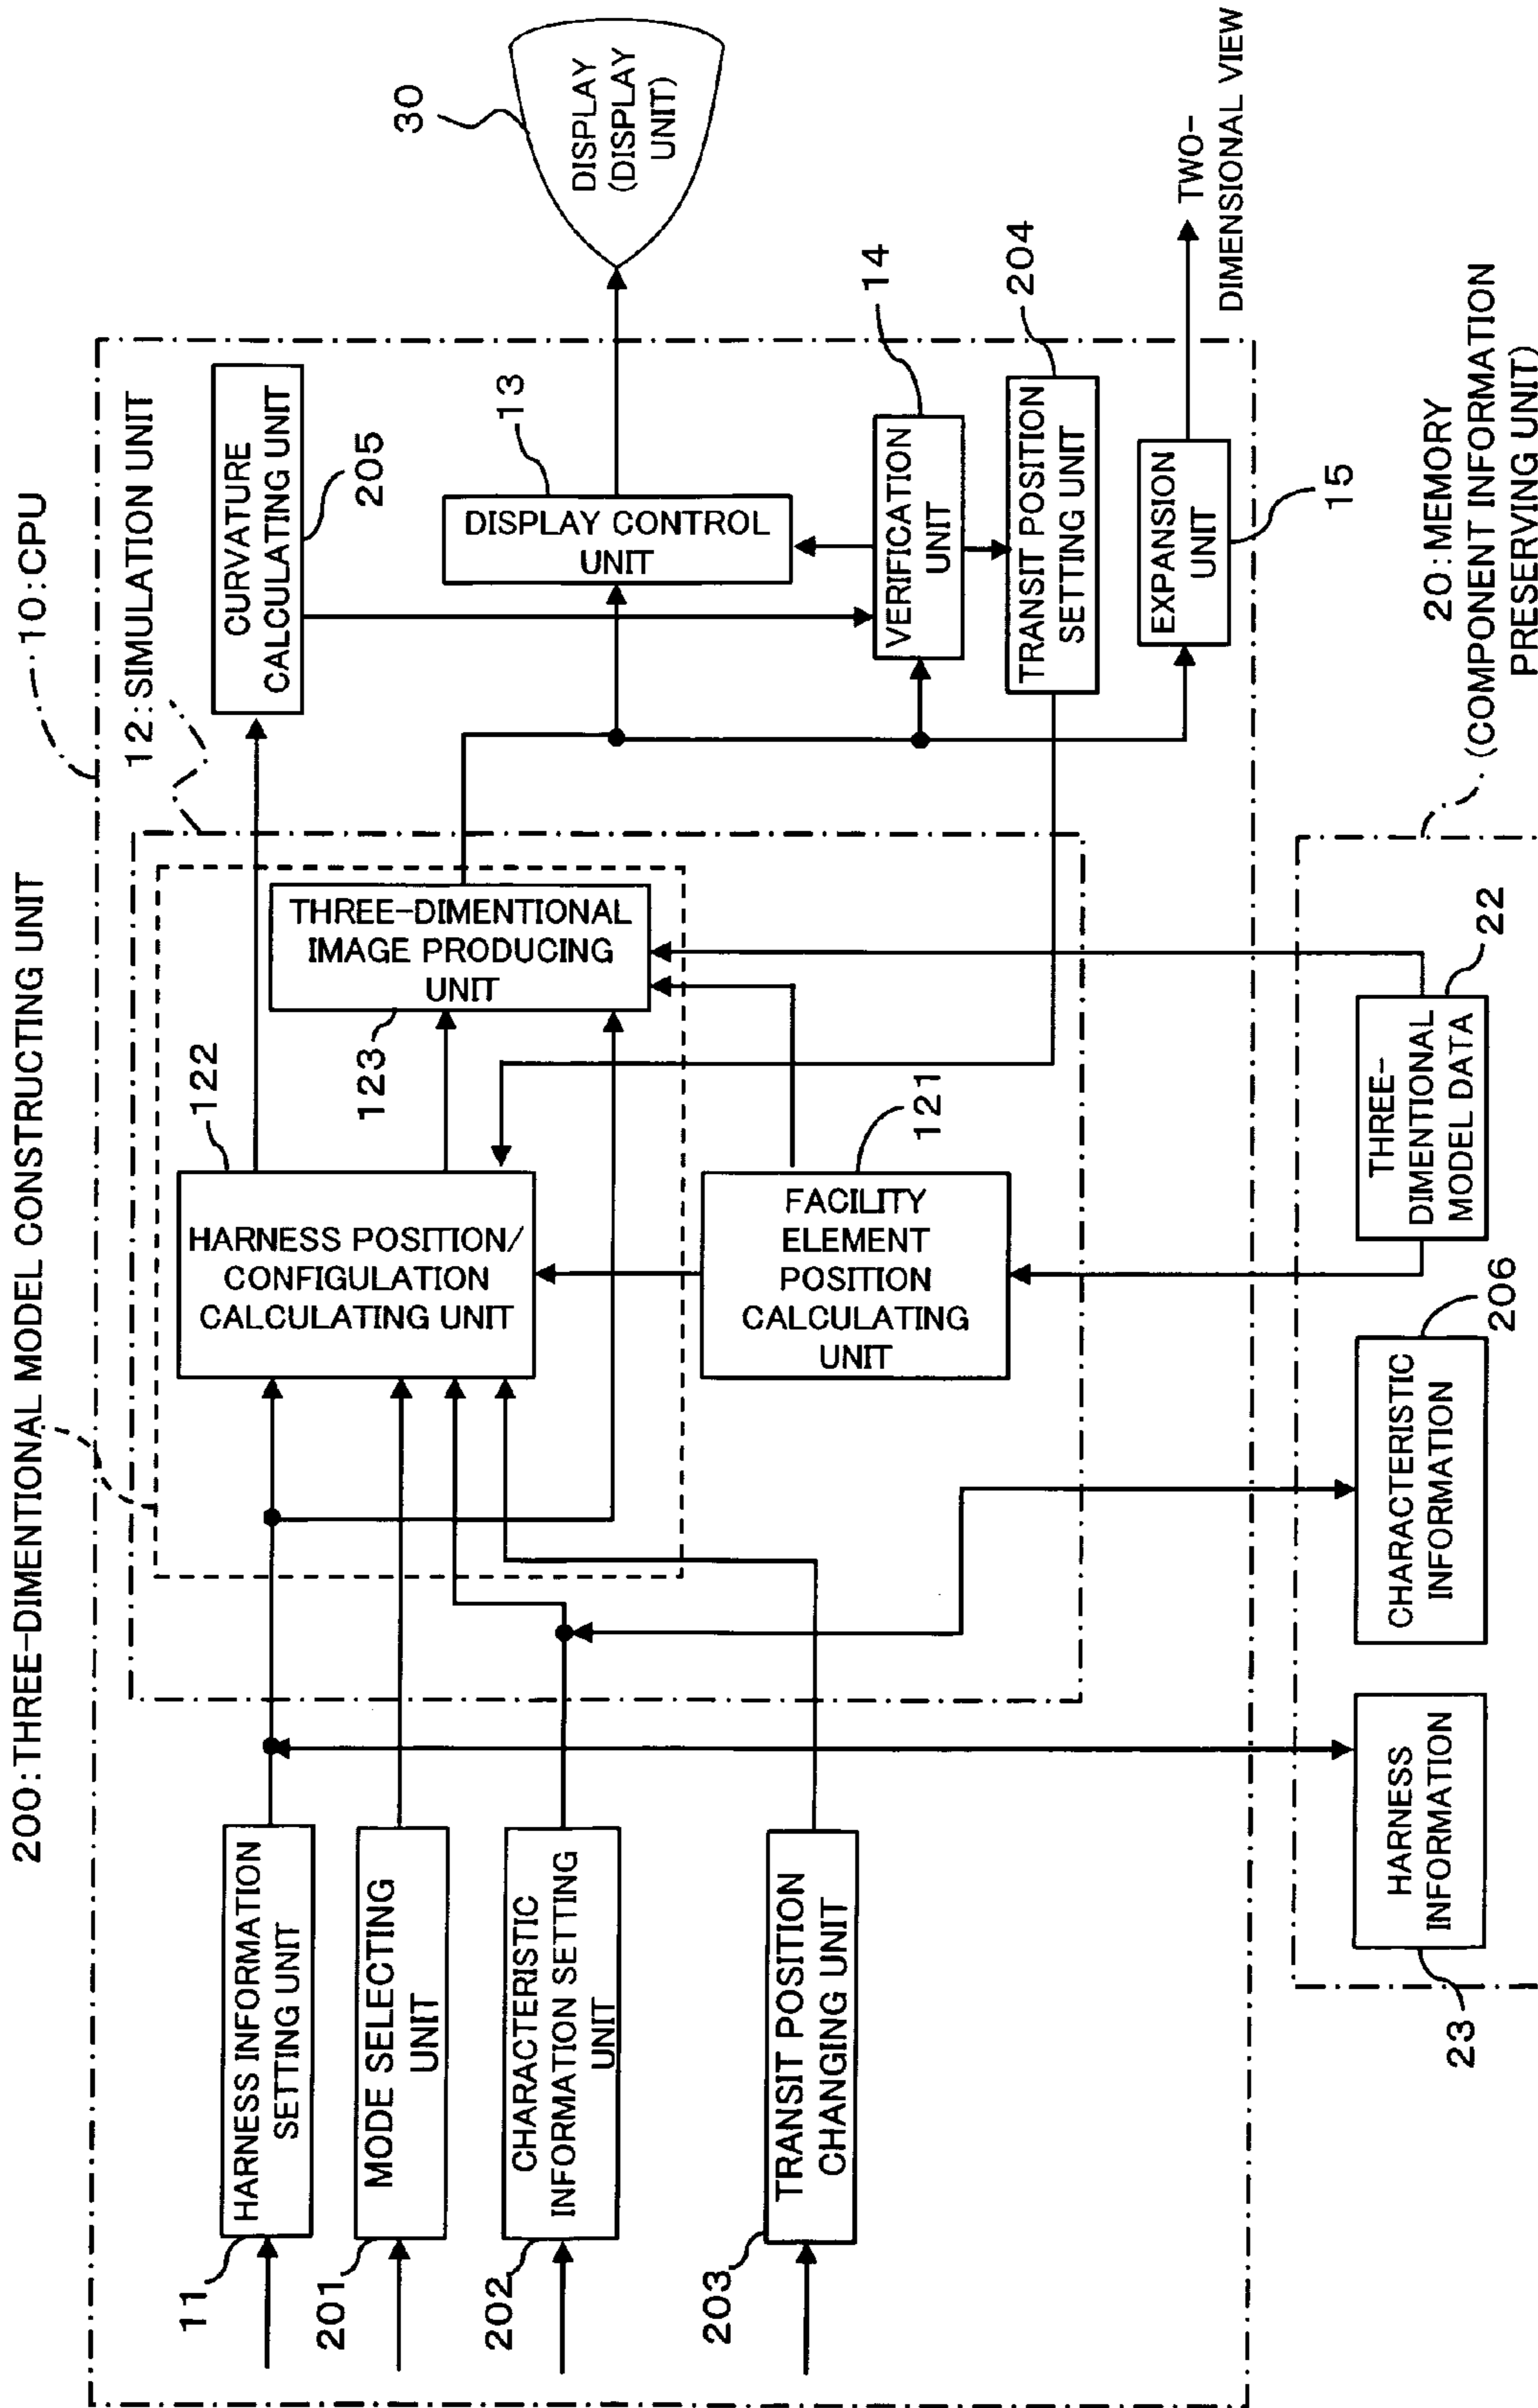 200:THREE-DIMENTIONAL MODEL CONSTRUCTING UNIT
10:CPU
12:SIMULATION UNIT
11
HARNESS INFORMATION
SETTING UNIT
201
MODE SELECTING
UNIT
202
CHARACTERISTIC
INFORMATION SETTING
UNIT
203
TRANSIT POSITION
CHANGING UNIT
122
HARNESS POSITION/
CONFIGULATION
CALCULATING UNIT
123
THREE-DIMENTIONAL
IMAGE PRODUCING
UNIT
121
FACILITY
ELEMENT
POSITION
CALCULATING
UNIT
CURVATURE
CALCULATING UNIT
205
13
DISPLAY CONTROL
UNIT
14
VERIFICATION
UNIT
204
TRANSIT POSITION
SETTING UNIT
EXPANSION
UNIT
15
30
DISPLAY
(DISPLAY
UNIT)
TWO-
DIMENSIONAL VIEW
20:MEMORY
(COMPONENT INFORMATION
PRESERVING UNIT)
23
HARNESS
INFORMATION
206
CHARACTERISTIC
INFORMATION
22
THREE-
DIMENTIONAL
MODEL DATA